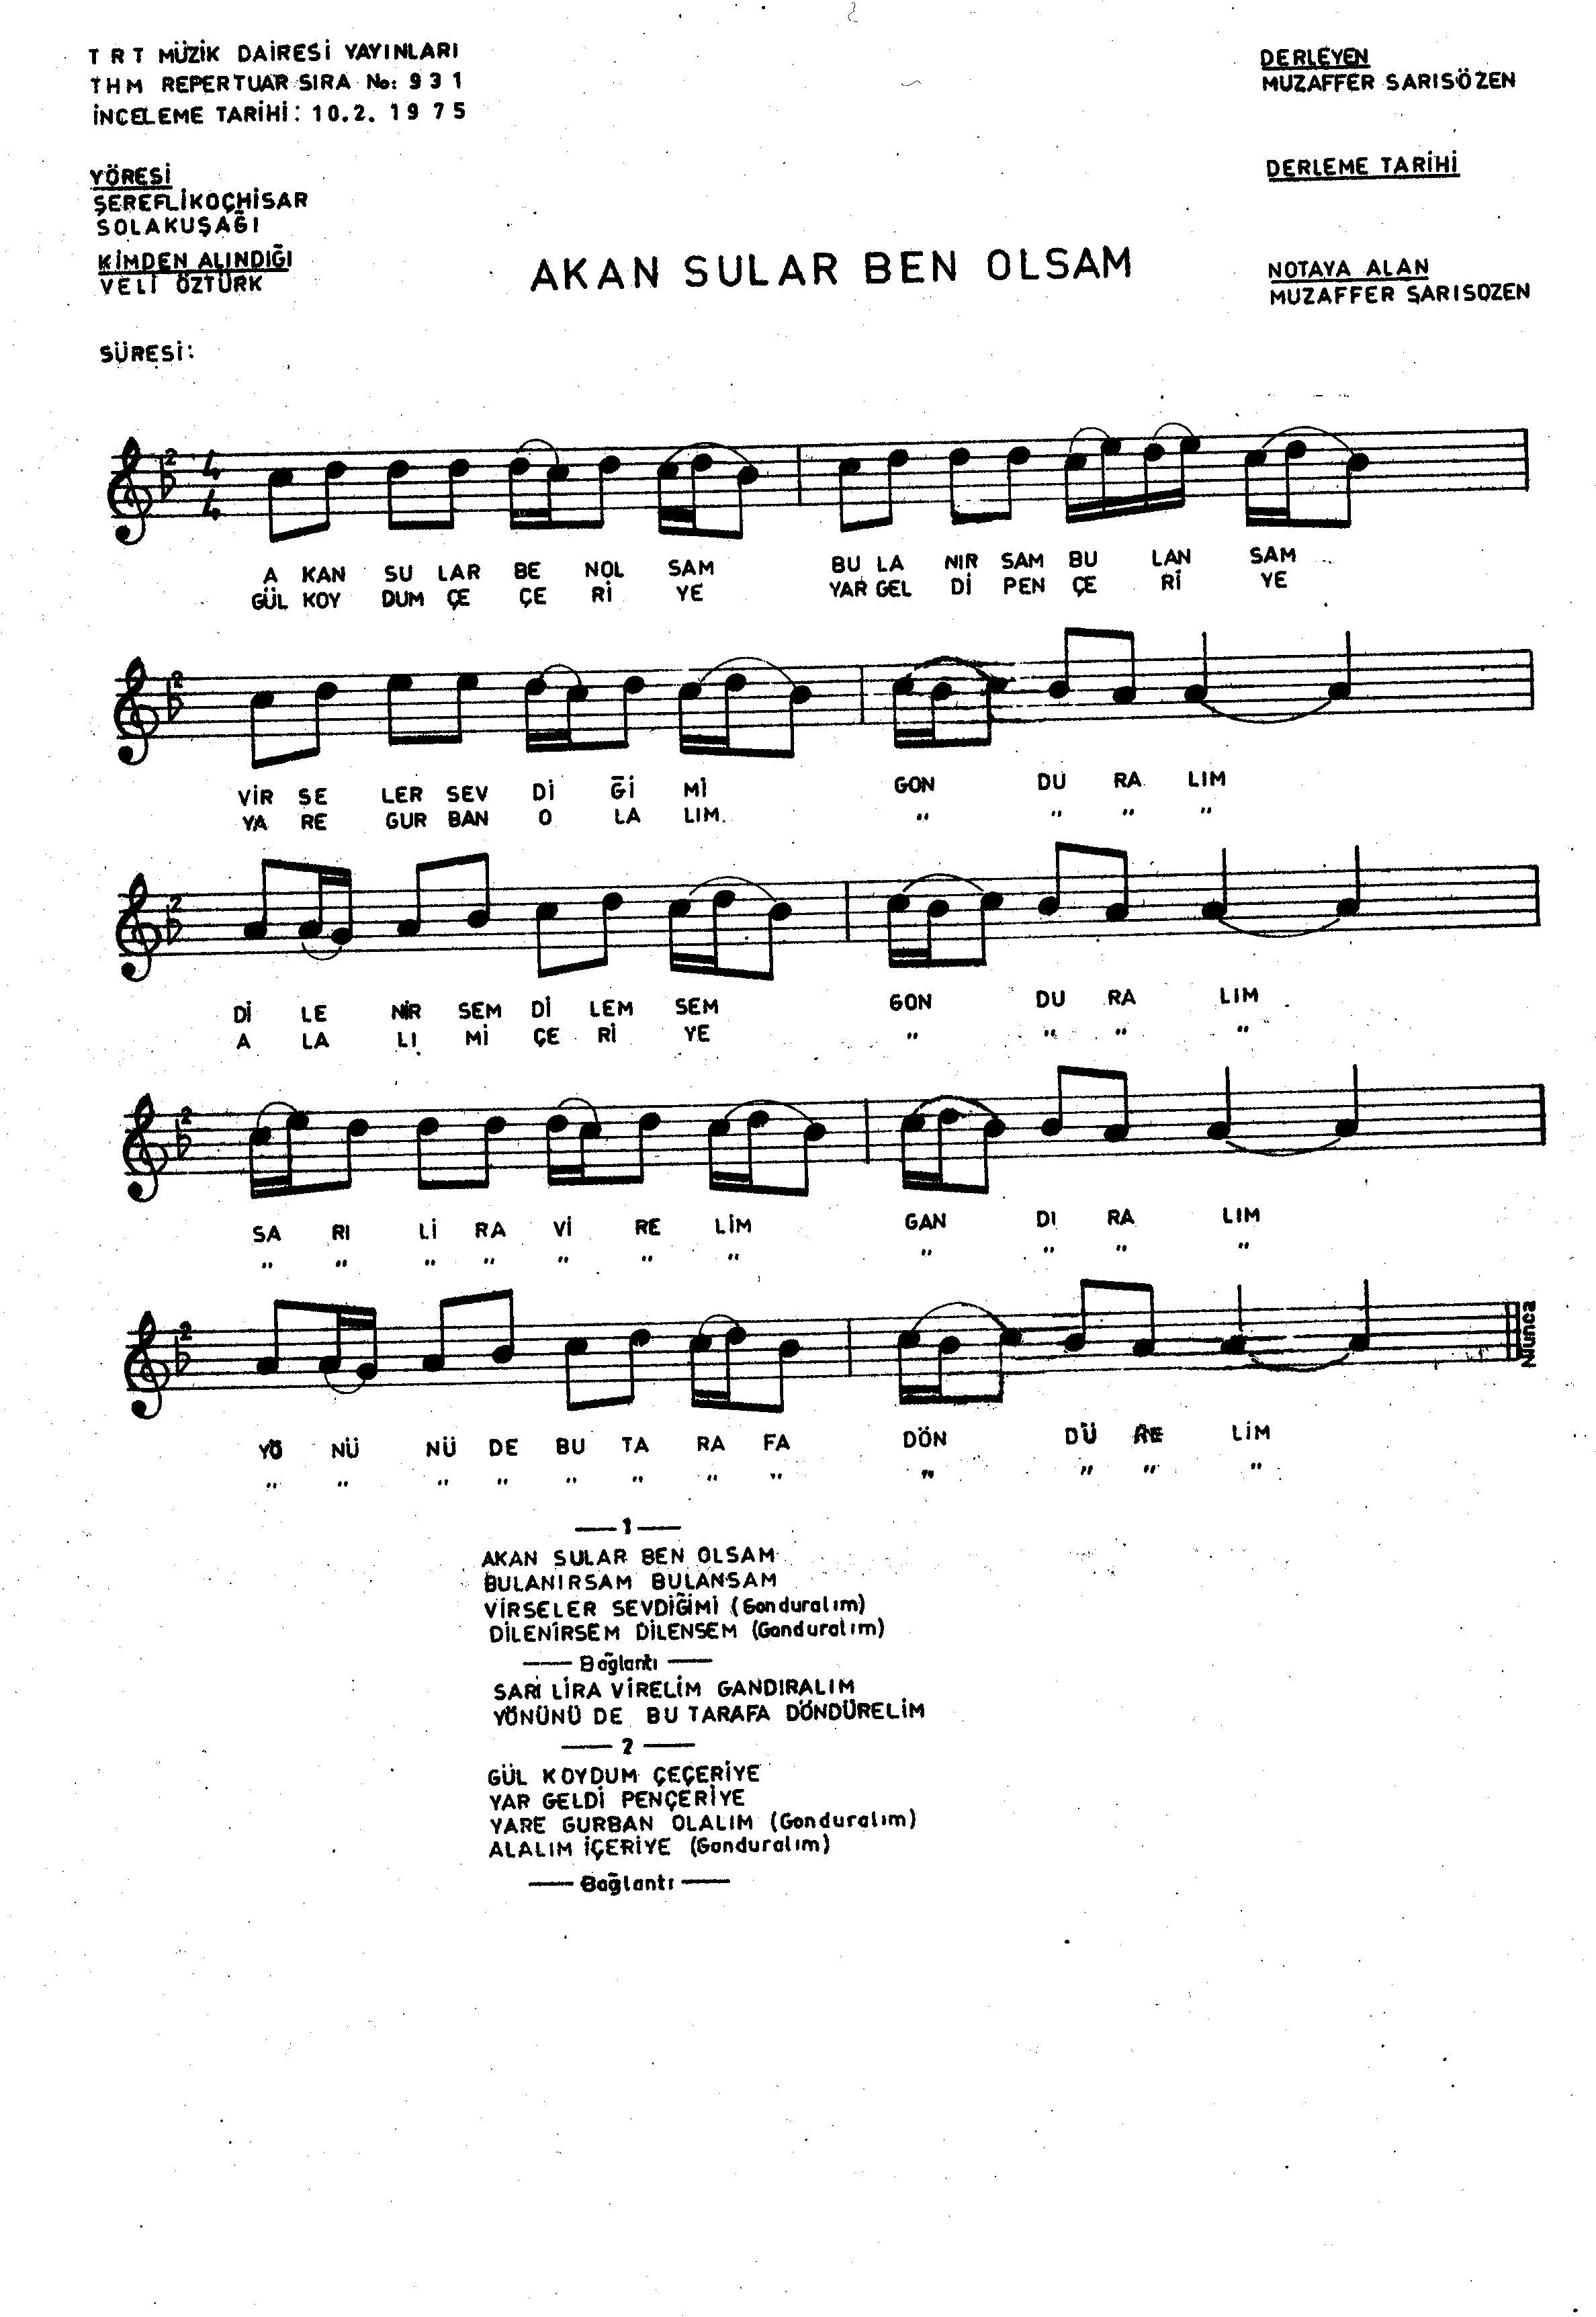 T R T MÜZİK DAİRESİ YAYINLARI
THM REPERTUAR SIRA No: 931
İNCELEME TARİHİ: 10.2.1975
DERLEYEN
MUZAFFER SARISÖZEN
YÖRESİ
ŞEREFLİKOÇHİSAR
SOLAKUŞAĞI
DERLEME TARİHİ
KİMDEN ALINDIĞI
VELİ ÖZTÜRK
AKAN SULAR BEN OLSAM
NOTAYA ALAN
MUZAFFER SARISOZEN
SÜRESİ:
2 4
4
A KAN SU LAR BE NOL SAM BU LA NIR SAM BU LAN SAM
GÜL KOY DUM ÇE ÇE Rİ YE YAR GEL Dİ PEN ÇE Rİ YE
2
VİR SE LER SEV Dİ Ğİ Mİ GON DU RA LIM
YA RE GUR BAN O LA LIM. " " " "
2
Dİ LE NİR SEM Dİ LEM SEM GON DU RA LIM
A LA LI Mİ ÇE Rİ YE " " " "
2
SA RI Lİ RA Vİ RE LİM GAN DI RA LIM
" " " " " " " " " " "
2
YÖ NÜ NÜ DE BU TA RA FA DÖN DÜ RE LİM
" " " " " " " " " " " "
Nlunca
— 1 —
AKAN SULAR BEN OLSAM
BULANIRSAM BULANSAM
VİRSELER SEVDİĞİMİ (Gonduralım)
DİLENİRSEM DİLENSEM (Gonduralım)
— Bağlantı —
SARI LİRA VİRELİM GANDIRALIM
YÖNÜNÜ DE BU TARAFA DÖNDÜRELİM
— 2 —
GÜL KOYDUM ÇEÇERİYE
YAR GELDİ PENÇERİYE
YARE GURBAN OLALIM (Gonduralım)
ALALIM İÇERİYE (Gonduralım)
— Bağlantı —